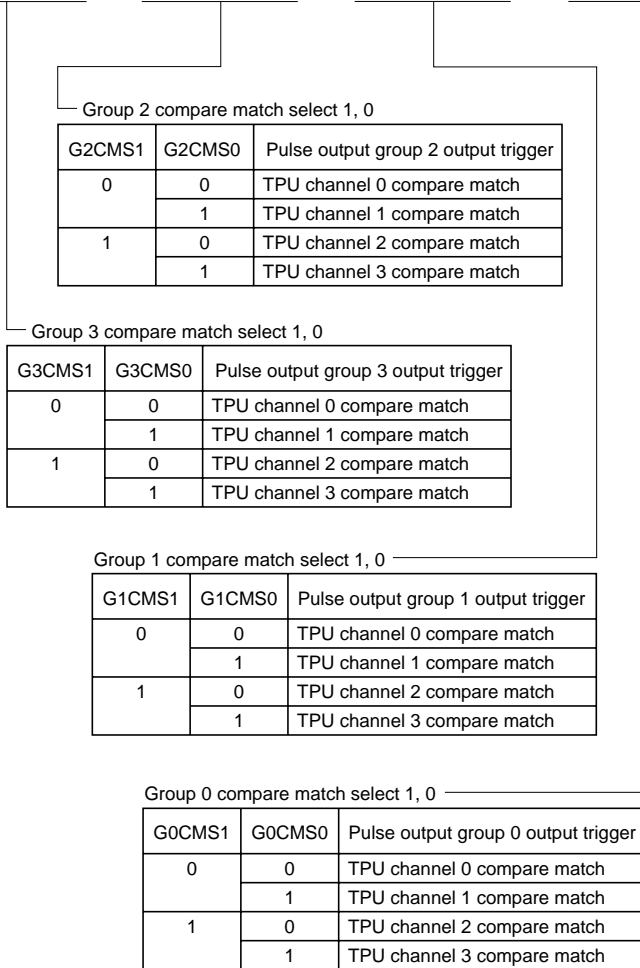 Group 2 compare match select 1, 0
G2CMS1 G2CMS0 Pulse output group 2 output trigger
0 0 TPU channel 0 compare match
1 TPU channel 1 compare match
1 0 TPU channel 2 compare match
1 TPU channel 3 compare match
Group 3 compare match select 1, 0
G3CMS1 G3CMS0 Pulse output group 3 output trigger
0 0 TPU channel 0 compare match
1 TPU channel 1 compare match
1 0 TPU channel 2 compare match
1 TPU channel 3 compare match
Group 1 compare match select 1, 0
G1CMS1 G1CMS0 Pulse output group 1 output trigger
0 0 TPU channel 0 compare match
1 TPU channel 1 compare match
1 0 TPU channel 2 compare match
1 TPU channel 3 compare match
Group 0 compare match select 1, 0
G0CMS1 G0CMS0 Pulse output group 0 output trigger
0 0 TPU channel 0 compare match
1 TPU channel 1 compare match
1 0 TPU channel 2 compare match
1 TPU channel 3 compare match